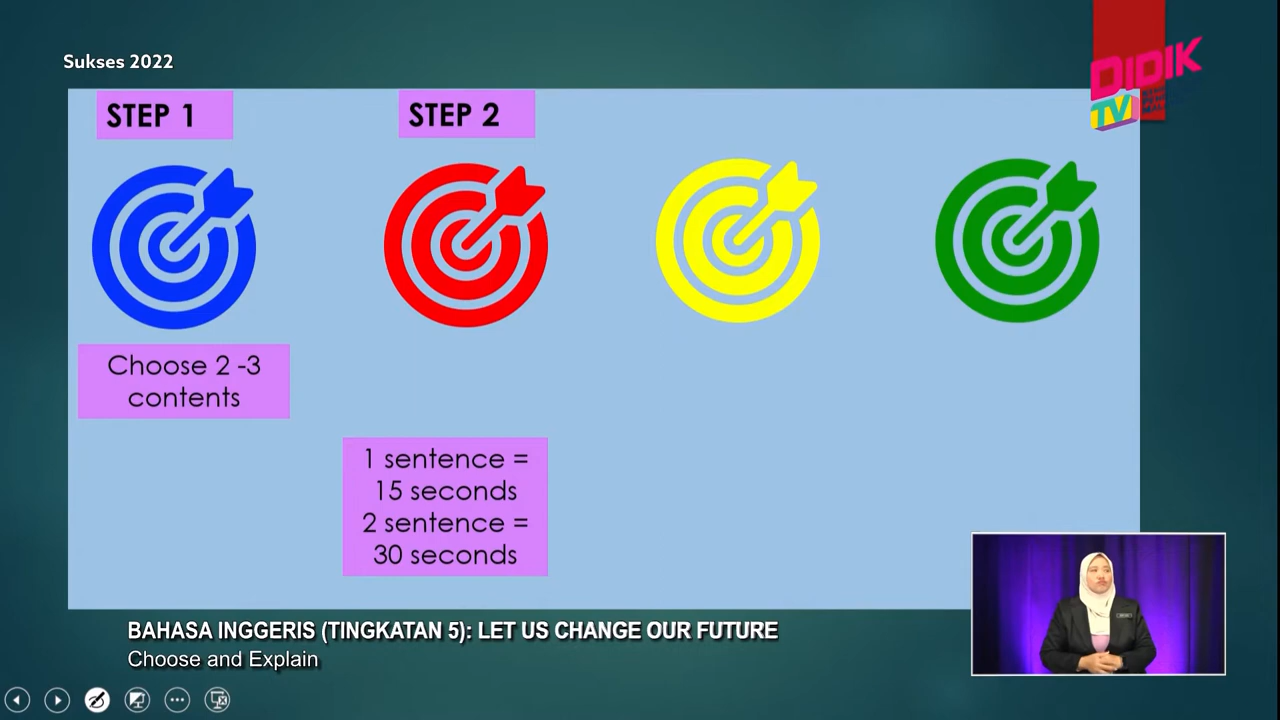 Sukses 2022
DIDIK
TV
STEP 1
STEP 2
Choose 2 -3
contents
1 sentence =
15 seconds
2 sentence =
30 seconds
BAHASA INGGERIS (TINGKATAN 5): LET US CHANGE OUR FUTURE
Choose and Explain